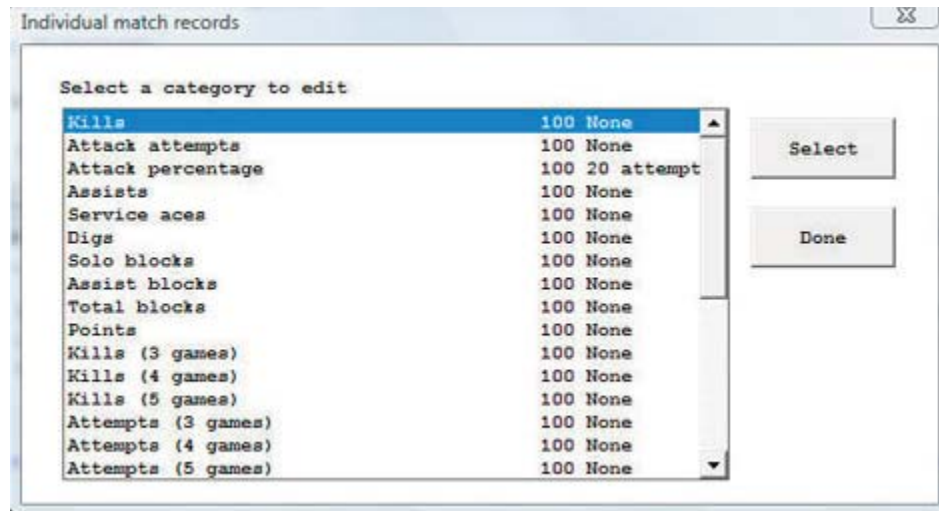 Individual match records
Select a category to edit
Kills 100 None
Attack attempts 100 None
Attack percentage 100 20 attempt
Assists 100 None
Service aces 100 None
Digs 100 None
Solo blocks 100 None
Assist blocks 100 None
Total blocks 100 None
Points 100 None
Kills (3 games) 100 None
Kills (4 games) 100 None
Kills (5 games) 100 None
Attempts (3 games) 100 None
Attempts (4 games) 100 None
Attempts (5 games) 100 None
Select
Done